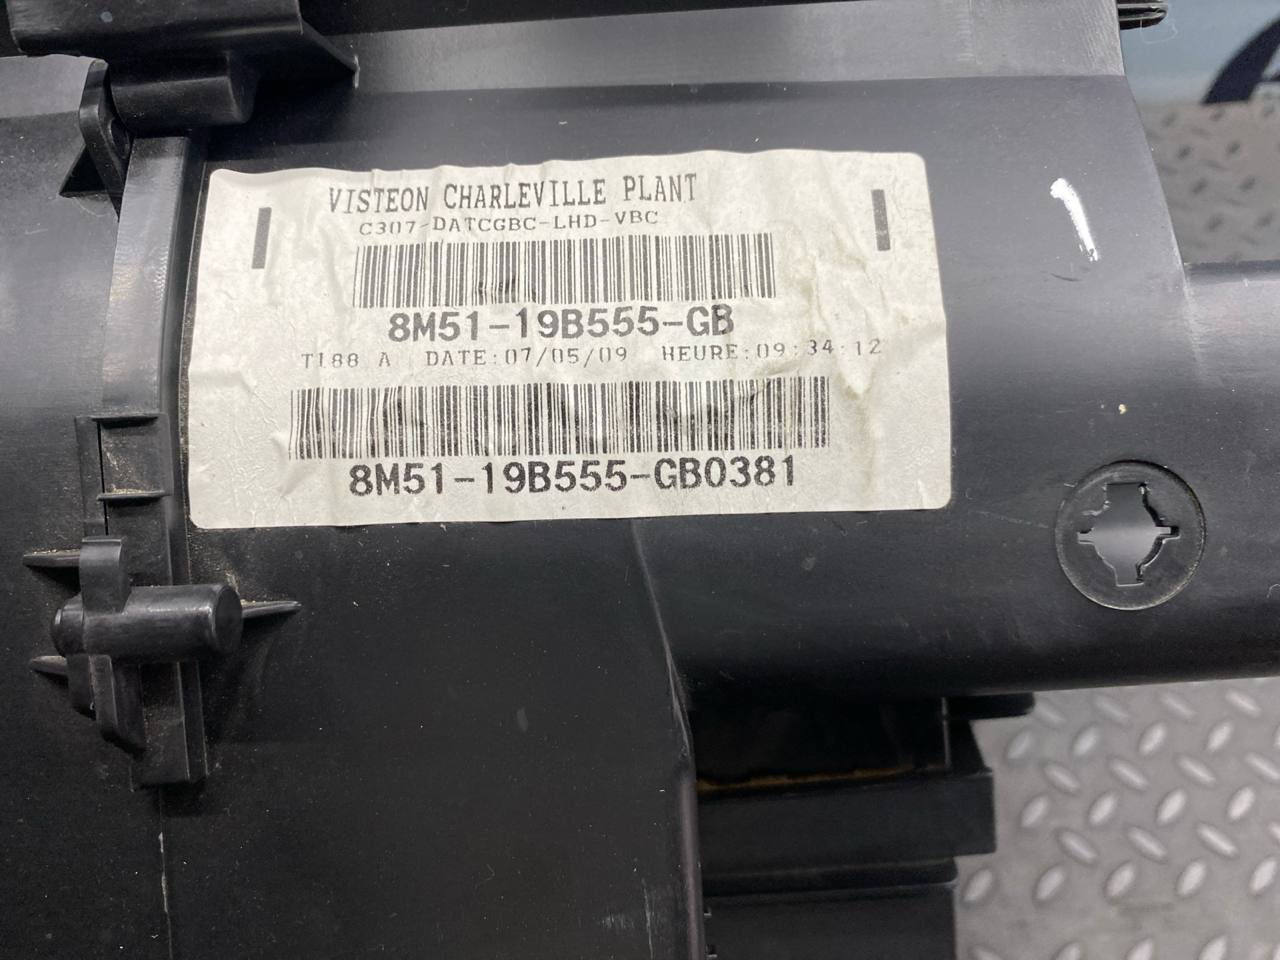 VISTEON CHARLEVILLE PLANT
C307-DATCGBC-LHD-VBC
8M51-19B555-GB
T188 A DATE:07/05/09 HEURE:09:34:12
8M51-19B555-GB0381